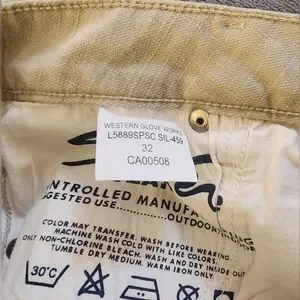 WESTERN GLOVE WORKS
L5889SPSC SIL-459
32
CA00508
NTROLLED MANUFA
GESTED USE
OUTDOOR
COLOR MAY TRANSFER. WASH BEFORE WEARING.
MACHINE WASH COLD WITH LIKE COLORS.
ONLY NON-CHLORINE BLEACH. WASH AND DRY INSIDE OUT.
TUMBLE DRY MEDIUM. WARM IRON ONLY.
30°C